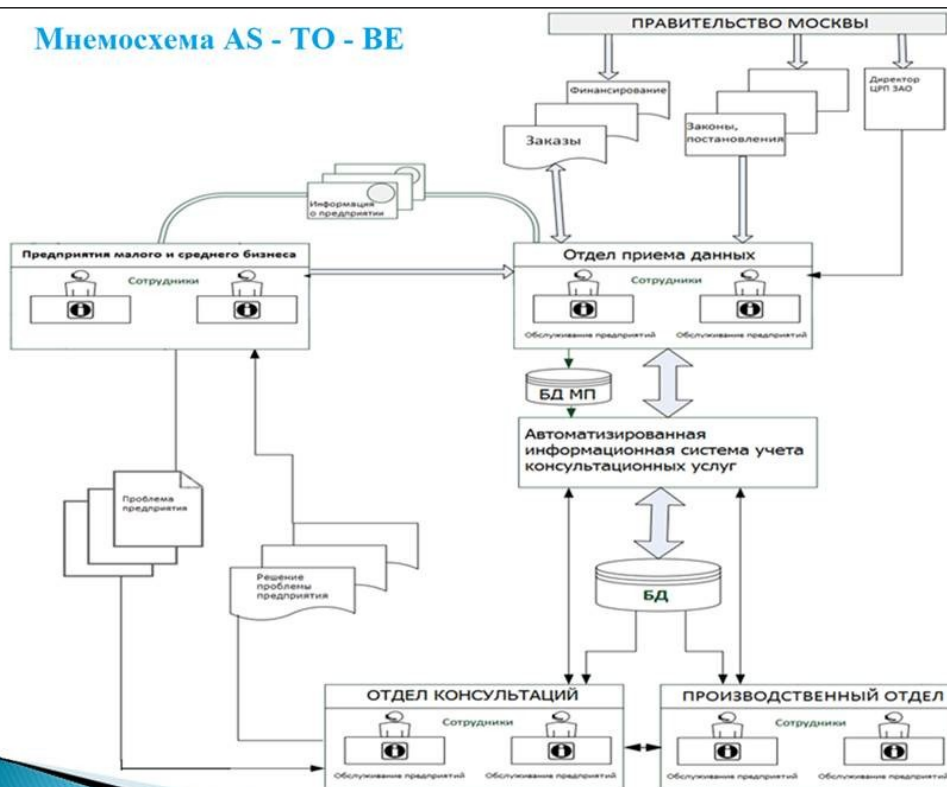 Мнемосхема AS - TO - BE
ПРАВИТЕЛЬСТВО МОСКВЫ
Финансирование
Заказы
Законы,
постановления
Директор
ЦРП ЗАО
Информация
о предприятии
Предприятия малого и среднего бизнеса
Сотрудники
Отдел приема данных
Сотрудники
Обслуживание предприятий
Обслуживание предприятий
БД МП
Автоматизированная
информационная система учета
консультационных услуг
Проблема
предприятия
Решение
проблемы
предприятия
БД
ОТДЕЛ КОНСУЛЬТАЦИЙ
Сотрудники
Обслуживание предприятий
Обслуживание предприятий
ПРОИЗВОДСТВЕННЫЙ ОТДЕЛ
Сотрудники
Обслуживание предприятий
Обслуживание предприятий